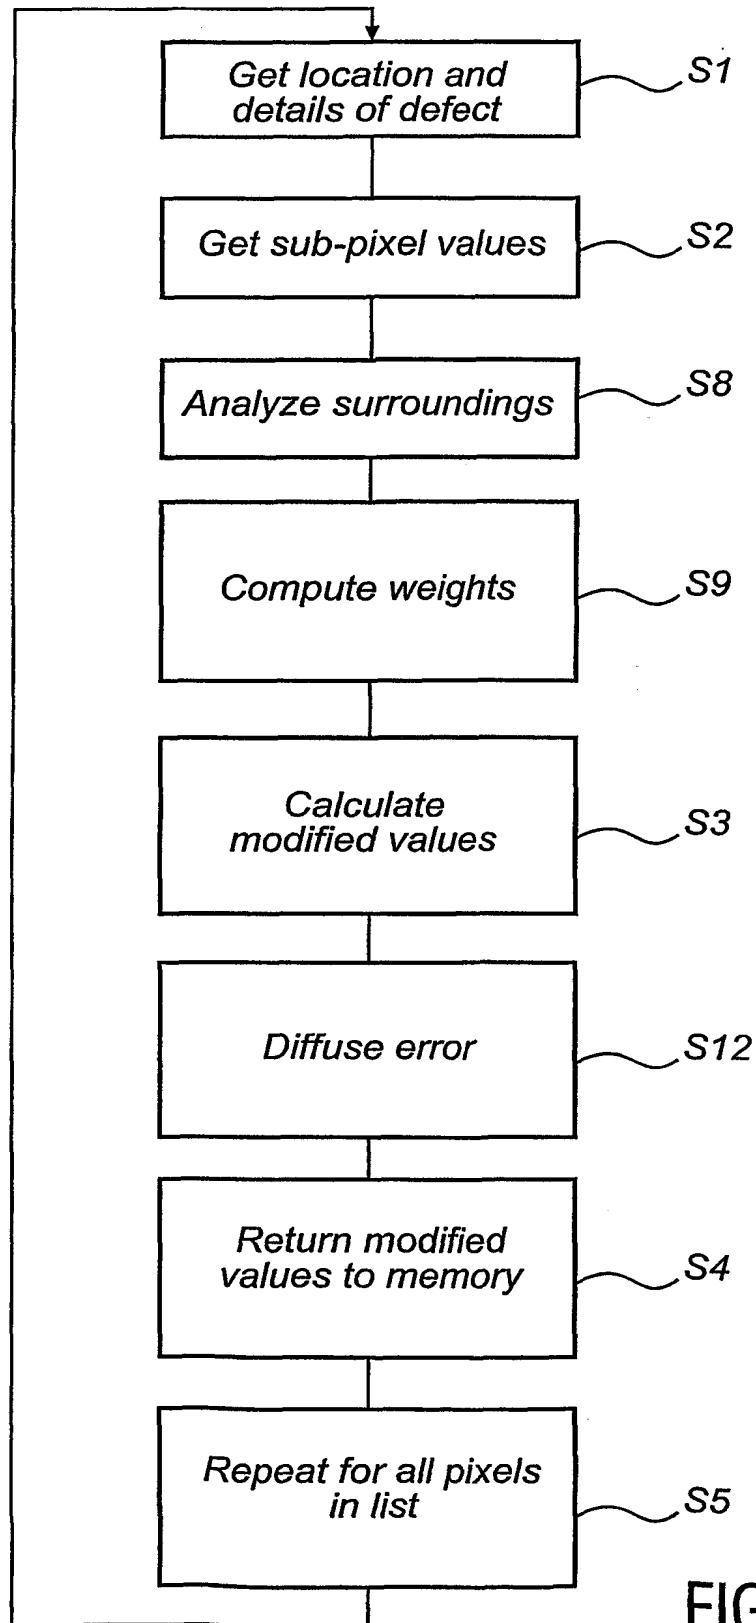 Get location and
details of defect
S1
Get sub-pixel values
S2
Analyze surroundings
S8
Compute weights
S9
Calculate
modified values
S3
Diffuse error
S12
Return modified
values to memory
S4
Repeat for all pixels
in list
S5
FIG